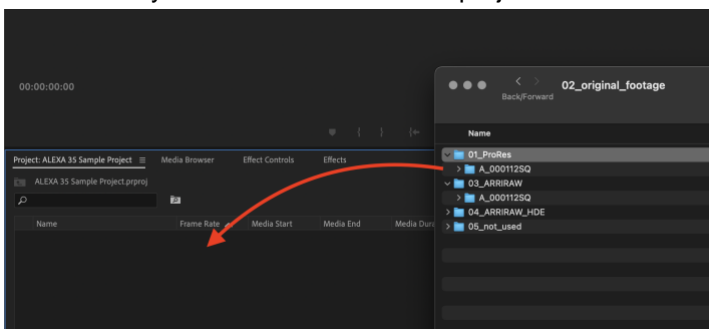 00:00:00:00
Project: ALEXA 35 Sample Project
Media Browser
Effect Controls
Effects
ALEXA 35 Sample Project.prproj
Name
Frame Rate
Media Start
Media End
Media Dura
02_original_footage
Back/Forward
Name
01_ProRes
A_000112SQ
03_ARRIRAW
A_000112SQ
04_ARRIRAW_HDE
05_not_used